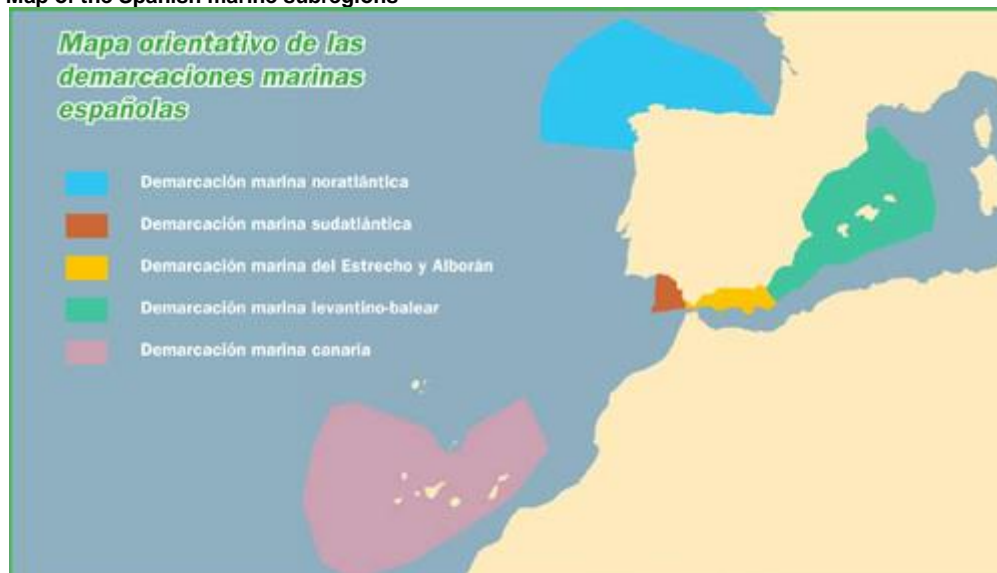 Map of the Spanish marine subregions
Mapa orientativo de las
demarcaciones marinas
españolas
Demarcación marina noratlántica
Demarcación marina sudatlántica
Demarcación marina del Estrecho y Alborán
Demarcación marina levantino-balear
Demarcación marina canaria